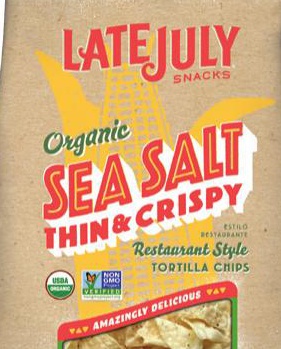 LATE JULY
SNACKS
Organic
SEA SALT
THIN & CRISPY
ESTILO
RESTAURANTE
Restaurant Style
TORTILLA CHIPS
USDA
ORGANIC
NON
GMO
Project
VERIFIED
AMAZINGLY DELICIOUS